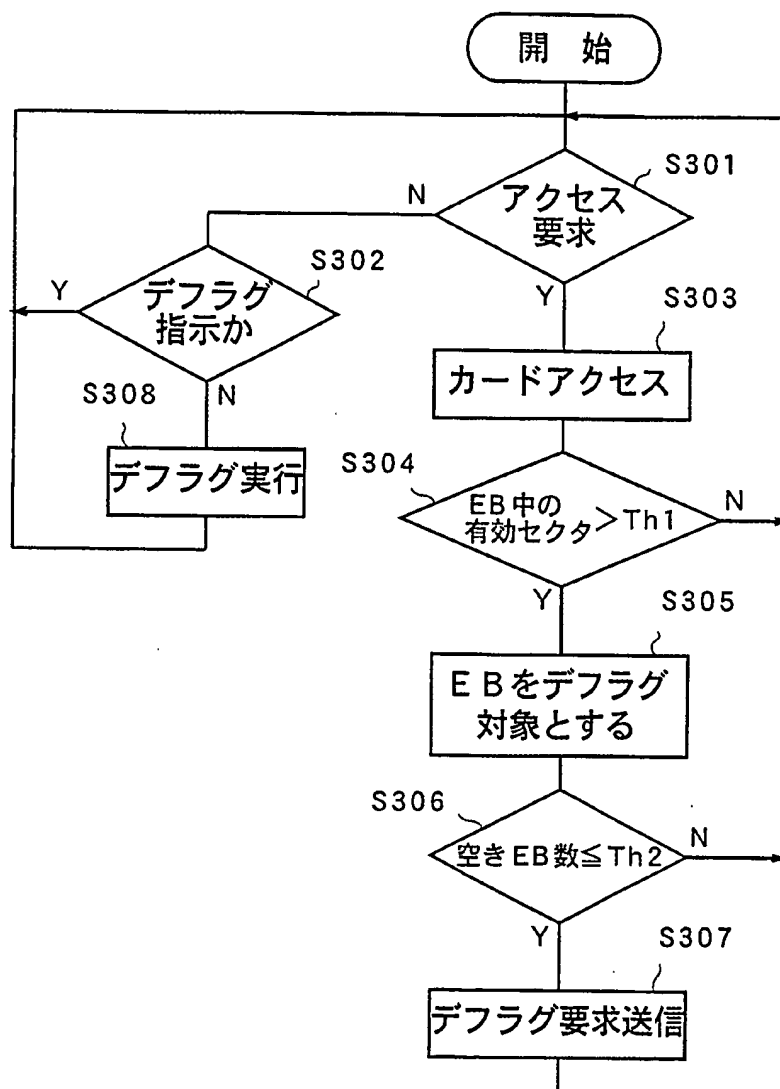 開 始
S301
アクセス
要求
N
Y
S302
デフラグ
指示か
Y
N
S308
デフラグ実行
S303
カードアクセス
S304
EB中の
有効セクタ>Th1
N
Y
S305
EBをデフラグ
対象とする
S306
空きEB数≦Th2
N
Y
S307
デフラグ要求送信